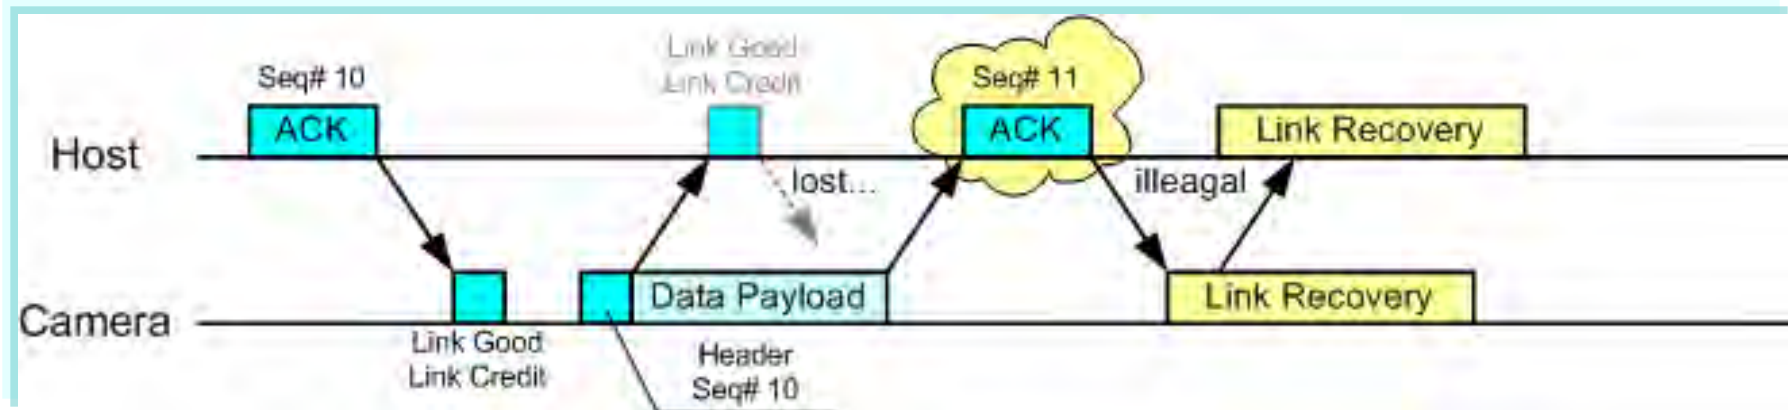 Link Good
Link Credit
Seq# 10
Seq# 11
ACK
ACK
Link Recovery
Host
lost...
illeagal
Data Payload
Link Recovery
Camera
Link Good
Link Credit
Header
Seq# 10